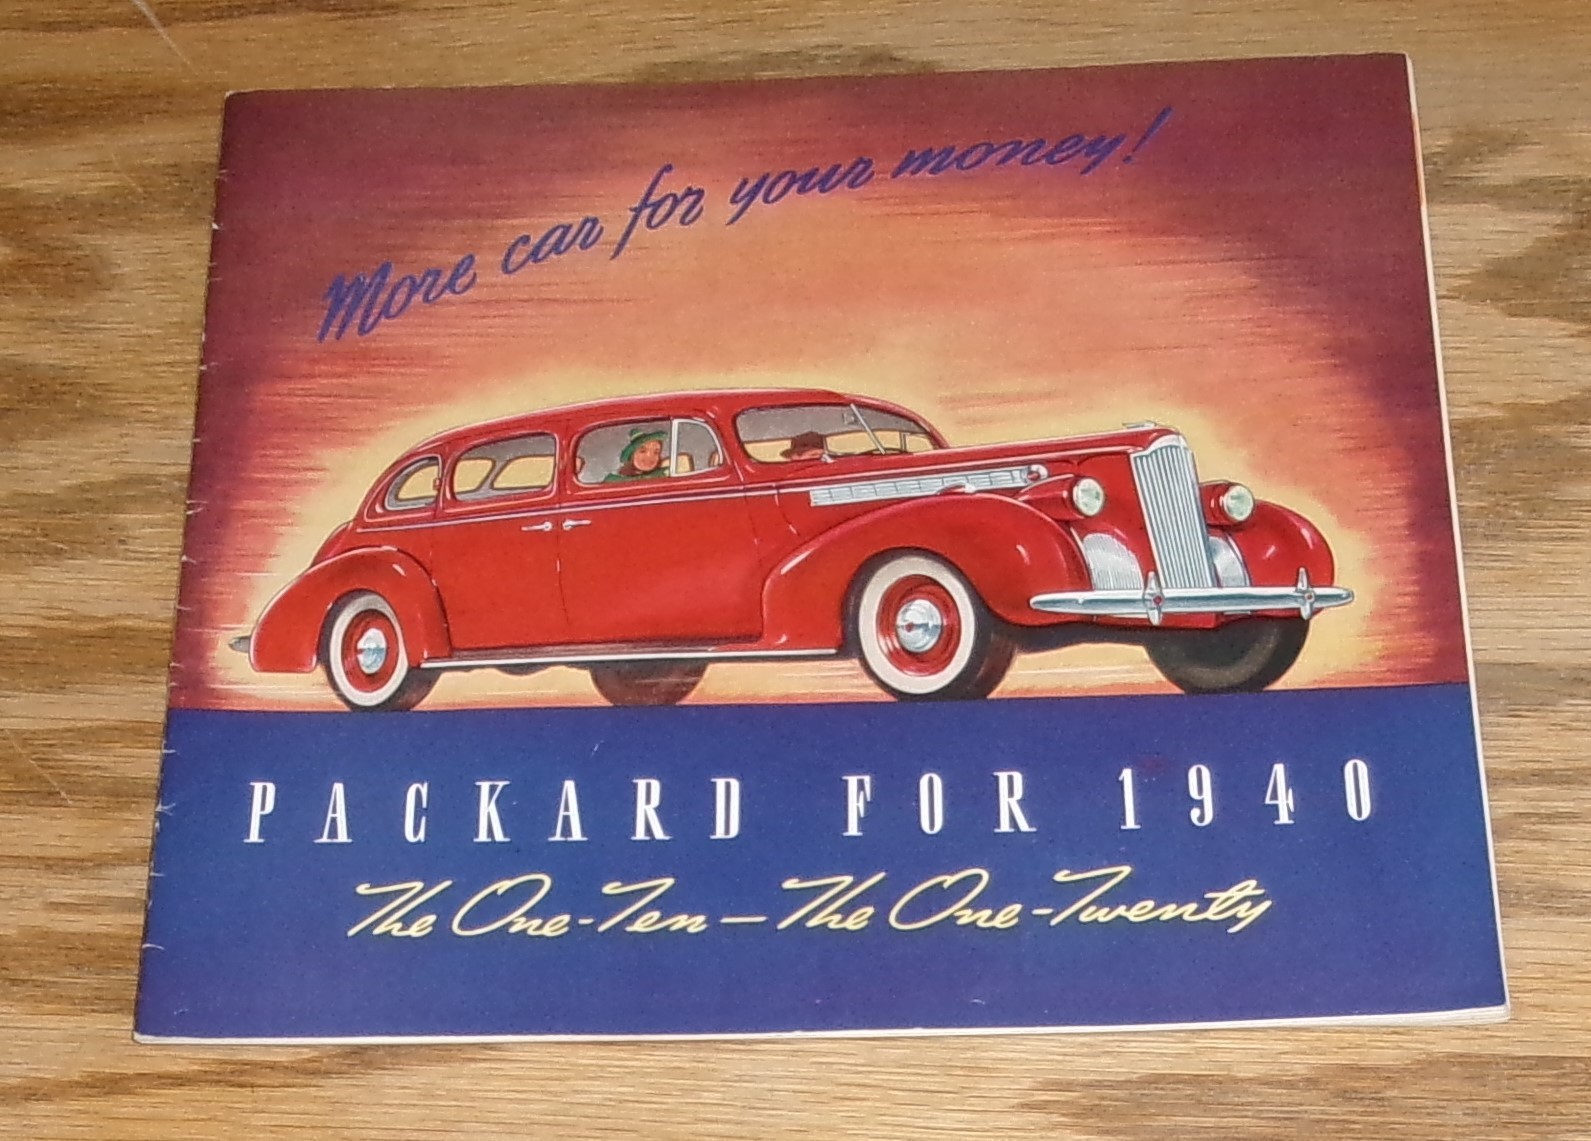 More car for your money!
PACKARD FOR 1940
The One-Ten—The One-Twenty